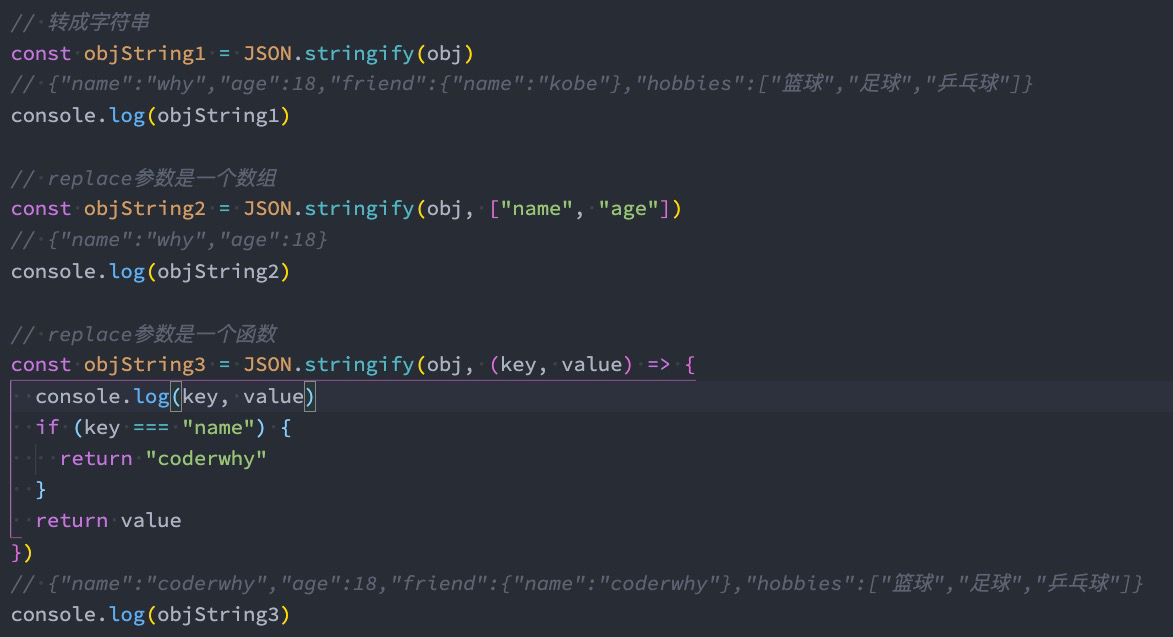 // 转成字符串
const objString1 = JSON.stringify(obj)
// {"name":"why","age":18,"friend":{"name":"kobe"},"hobbies":["篮球","足球","乒乓球"]}
console.log(objString1)
// replace参数是一个数组
const objString2 = JSON.stringify(obj, ["name", "age"])
// {"name":"why","age":18}
console.log(objString2)
// replace参数是一个函数
const objString3 = JSON.stringify(obj, (key, value) => {
  console.log(key, value)
  if (key === "name") {
    return "coderwhy"
  }
  return value
})
// {"name":"coderwhy","age":18,"friend":{"name":"coderwhy"},"hobbies":["篮球","足球","乒乓球"]}
console.log(objString3)